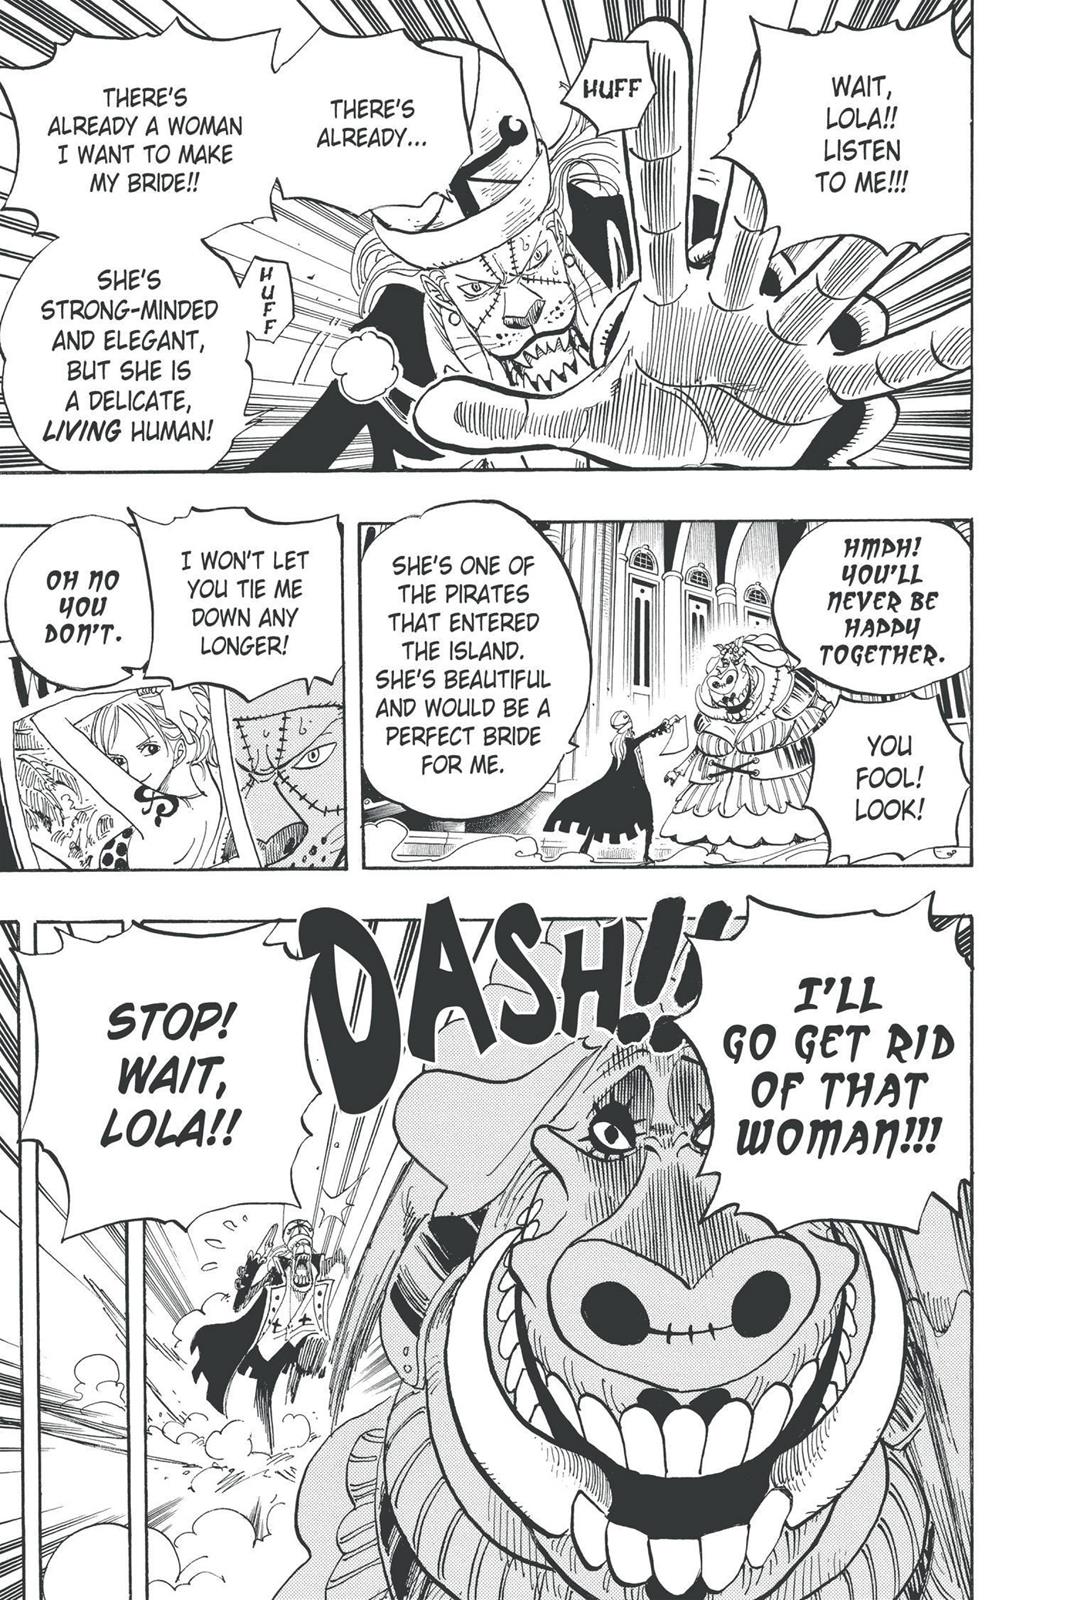 WAIT,
LOLA!!
LISTEN
TO ME!!!
HUFF
THERE'S
ALREADY...
THERE'S
ALREADY A WOMAN
I WANT TO MAKE
MY BRIDE!!
HUFF
SHE'S
STRONG-MINDED
AND ELEGANT,
BUT SHE IS
A DELICATE,
LIVING HUMAN!
HMPH!
YOU'LL
NEVER BE
HAPPY
TOGETHER.
YOU
FOOL!
LOOK!
SHE'S ONE OF
THE PIRATES
THAT ENTERED
THE ISLAND.
SHE'S BEAUTIFUL
AND WOULD BE A
PERFECT BRIDE
FOR ME.
I WON'T LET
YOU TIE ME
DOWN ANY
LONGER!
OH NO
YOU
DON'T.
I'LL
GO GET RID
OF THAT
WOMAN!!!
DASH!!
STOP!
WAIT,
LOLA!!